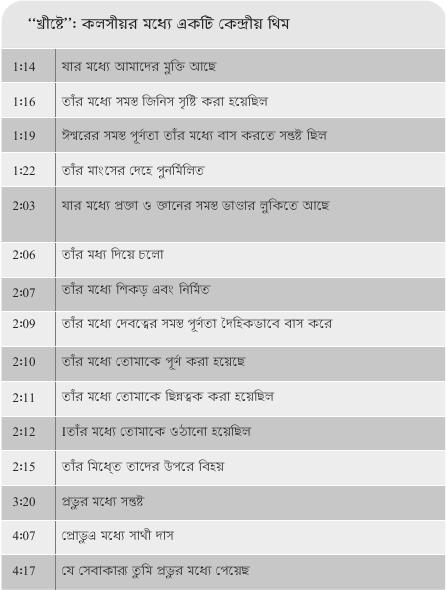 “খ্রীষ্টে”: কলসীয়র মধ্যে একটি কেন্দ্রীয় থিম
1:14 যার মধ্যে আমাদের মুক্তি আছে
1:16 তাঁর মধ্যে সমস্ত জিনিস সৃষ্টি করা হয়েছিল
1:19 ঈশ্বরের সমস্ত পূর্ণতা তাঁর মধ্যে বাস করতে সন্তষ্ট ছিল
1:22 তাঁর মাংসের দেহে পুনর্মিলিত
2:03 যার মধ্যে প্রজ্ঞা ও জ্ঞানের সমস্ত ভাণ্ডার লুকিতে আছে
2:06 তাঁর মধ্য দিয়ে চলো
2:07 তাঁর মধ্যে শিকড় এবং নির্মিত
2:09 তাঁর মধ্যে দেবত্বের সমস্ত পূর্ণতা দৈহিকভাবে বাস করে
2:10 তাঁর মধ্যে তোমাকে পূর্ণ করা হয়েছে
2:11 তাঁর মধ্যে তোমাকে ছিন্নত্বক করা হয়েছিল
2:12 Iতাঁর মধ্যে তোমাকে ওঠানো হয়েছিল
2:15 তাঁর মিধ্তে তাদের উপরে বিহয়
3:20 প্রভুর মধ্যে সন্তষ্ট
4:07 প্রোভুএ মধ্যে সাথী দাস
4:17 যে সেবাকার‍্য তুমি প্রভুর মধ্যে পেয়েছ